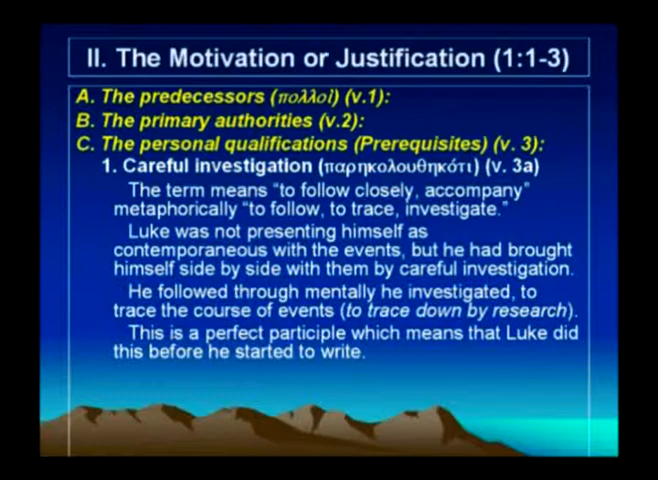 II. The Motivation or Justification (1:1-3)
A. The predecessors (πολλοὶ) (v.1):
B. The primary authorities (v.2):
C. The personal qualifications (Prerequisites) (v. 3):
1. Careful investigation (παρηκολουθηκότι) (v. 3a)
The term means “to follow closely, accompany”
metaphorically “to follow, to trace, investigate.”
Luke was not presenting himself as
contemporaneous with the events, but he had brought
himself side by side with them by careful investigation.
He followed through mentally he investigated, to
trace the course of events (to trace down by research).
This is a perfect participle which means that Luke did
this before he started to write.